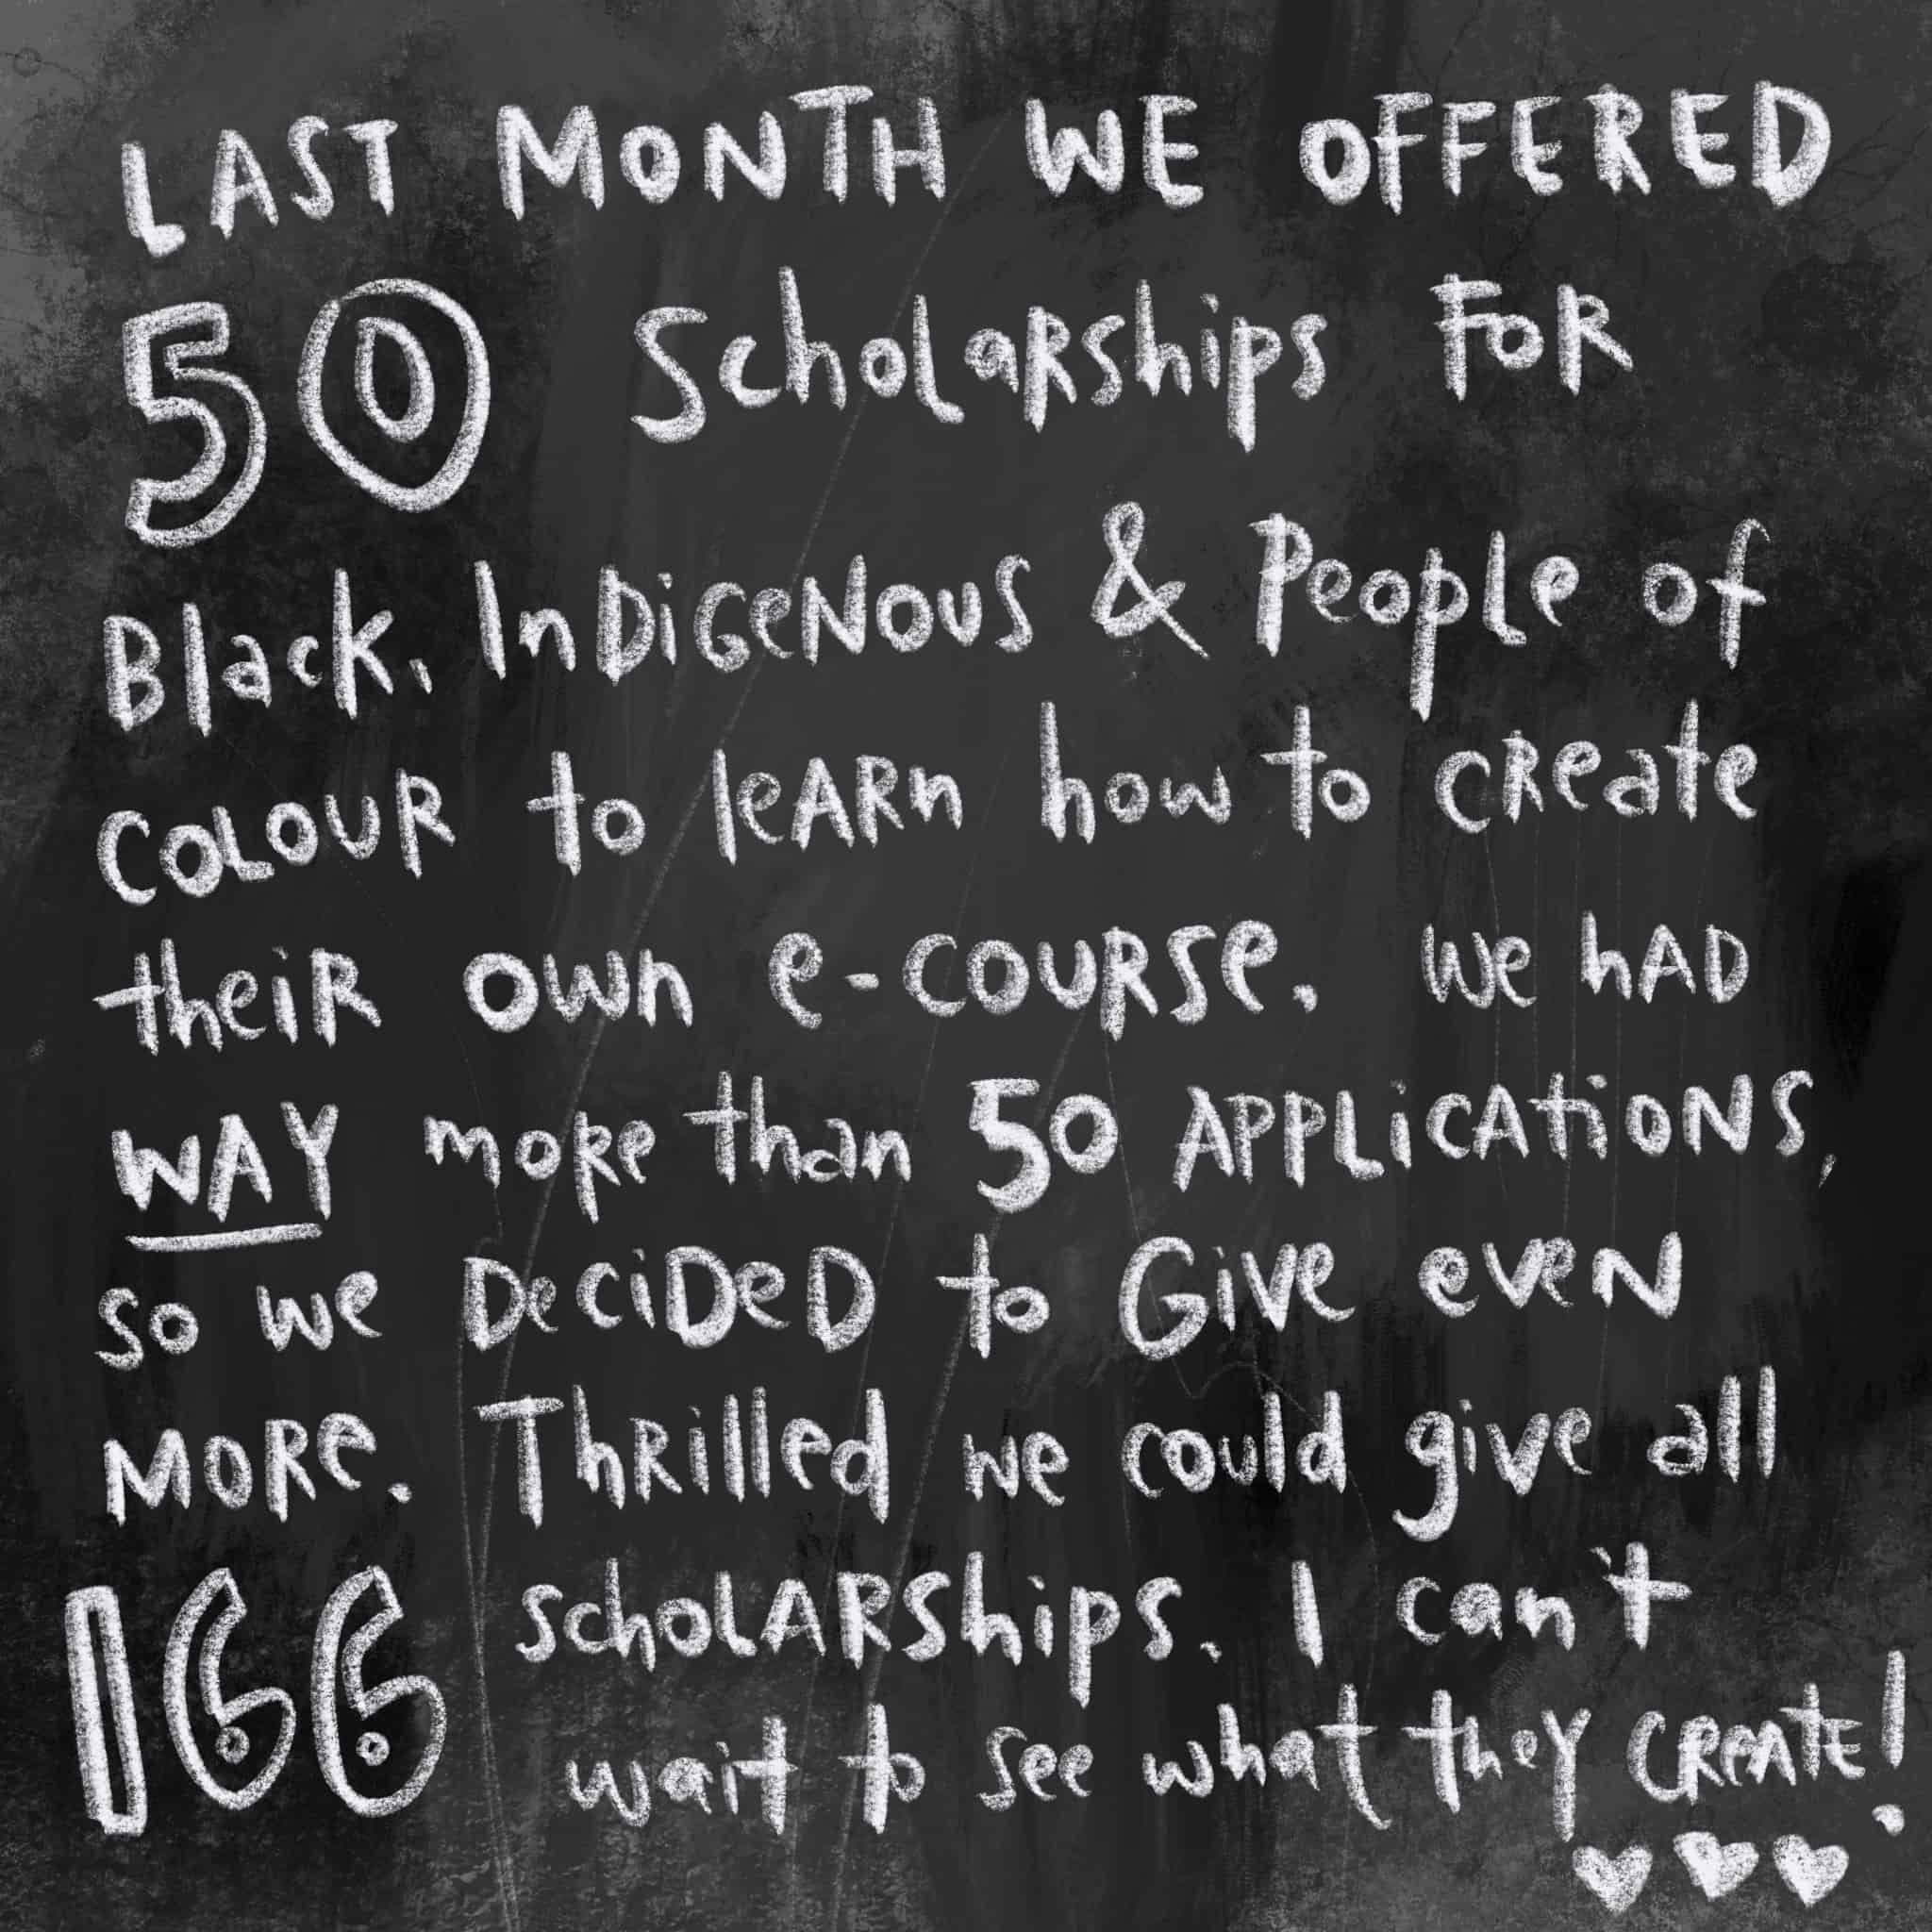 LAST MONTH WE OFFERED
50 Scholarships FOR
Black, Indigenous & People of
COLOUR to leARn how to cReate
theiR own e-couRse. We hAD
WAY moRe than 50 APPLiCAtiONS,
so we DeciDeD to Give eveN
MORe. ThRilled we could give all
166 scholARships. I can't
wait to see what they CREATE!